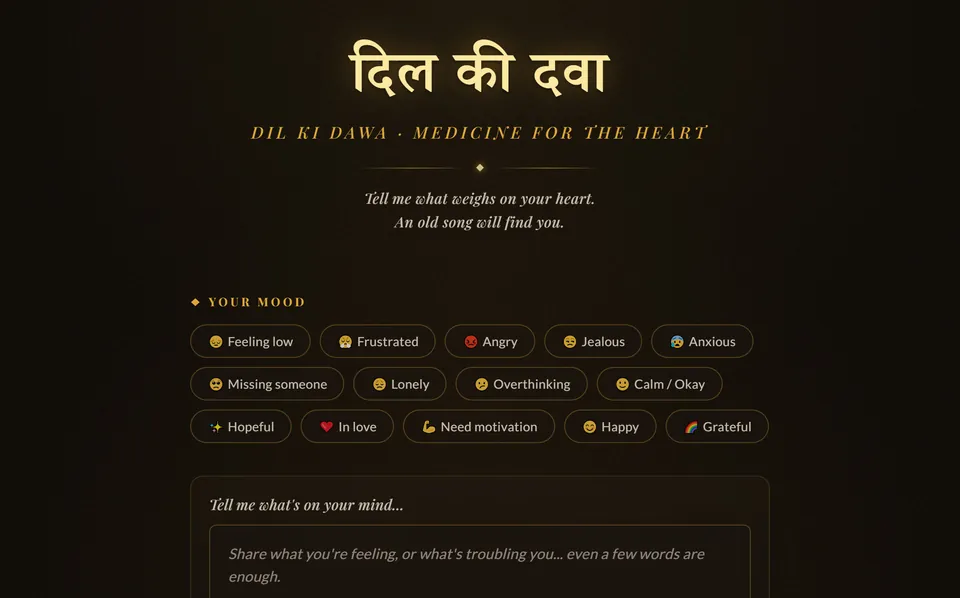 दिल की दवा
DIL KI DAWA · MEDICINE FOR THE HEART
Tell me what weighs on your heart.
An old song will find you.
YOUR MOOD
Feeling low Frustrated Angry Jealous Anxious
Missing someone Lonely Overthinking Calm / Okay
Hopeful In love Need motivation Happy Grateful
Tell me what's on your mind...
Share what you're feeling, or what's troubling you... even a few words are
enough.